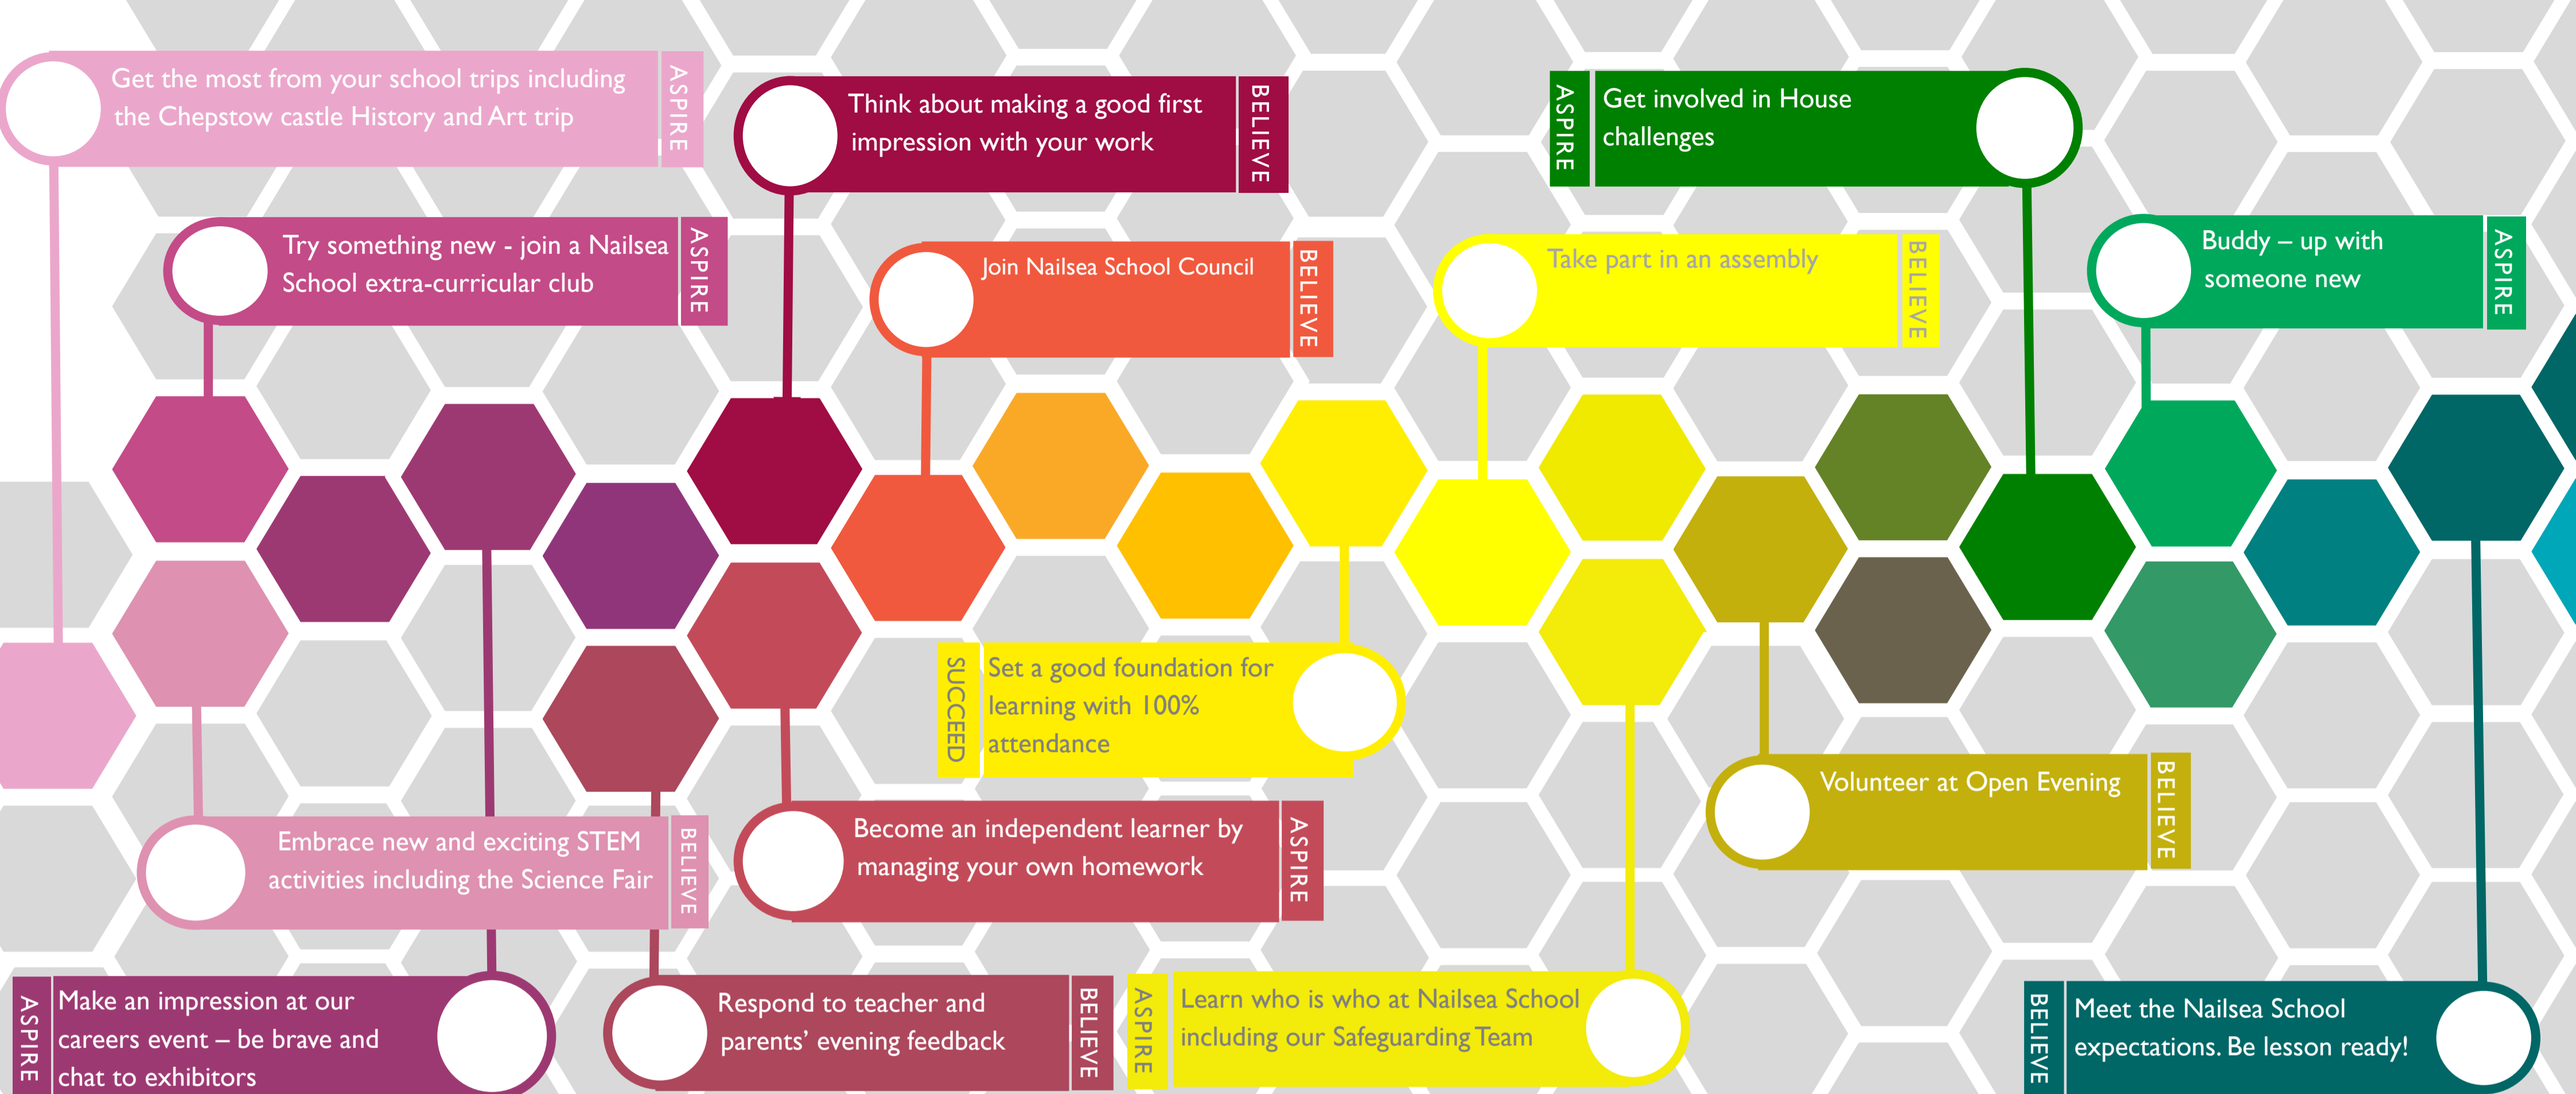 Get the most from your school trips including
the Chepstow castle History and Art trip
ASPIRE
Think about making a good first
impression with your work
BELIEVE
ASPIRE
Get involved in House
challenges
Try something new - join a Nailsea
School extra-curricular club
ASPIRE
Join Nailsea School Council
BELIEVE
Take part in an assembly
BELIEVE
Buddy – up with
someone new
ASPIRE
SUCCEED
Set a good foundation for
learning with 100%
attendance
Volunteer at Open Evening
BELIEVE
Embrace new and exciting STEM
activities including the Science Fair
BELIEVE
Become an independent learner by
managing your own homework
ASPIRE
ASPIRE
Make an impression at our
careers event – be brave and
chat to exhibitors
Respond to teacher and
parents’ evening feedback
BELIEVE
ASPIRE
Learn who is who at Nailsea School
including our Safeguarding Team
BELIEVE
Meet the Nailsea School
expectations. Be lesson ready!